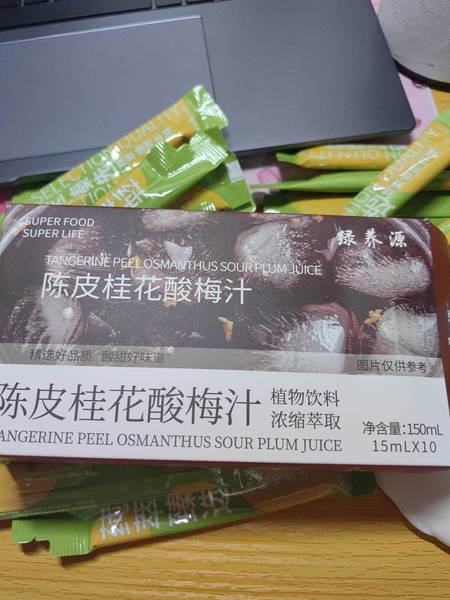 SUPER FOOD
SUPER LIFE
绿养源
TANGERINE PEEL OSMANTHUS SOUR PLUM JUICE
陈皮桂花酸梅汁
精选好品质 酸甜好味道
图片仅供参考
陈皮桂花酸梅汁
植物饮料
浓缩萃取
净含量:150mL
15mLX10
TANGERINE PEEL OSMANTHUS SOUR PLUM JUICE